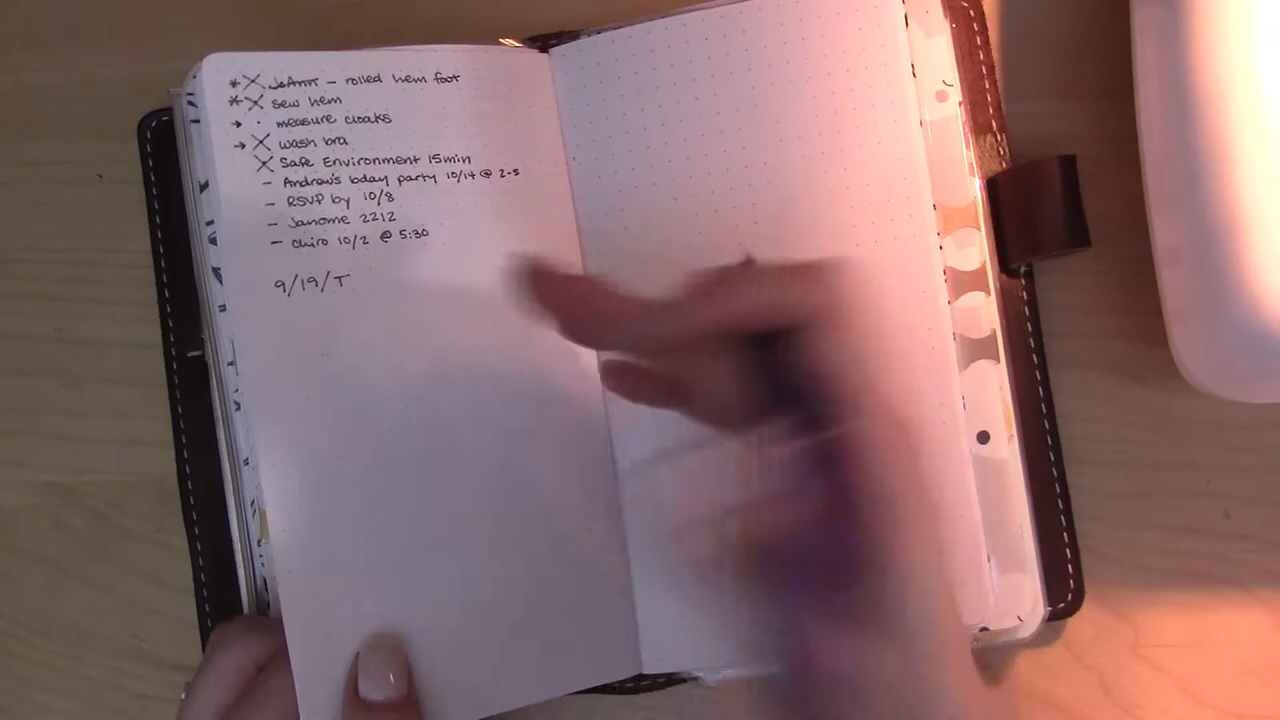 * X JoAnn – rolled hem foot
* X sew hem
→ · measure cloaks
→ X wash bra
X Safe Environment 15min
– Andrew's bday party 10/14 @ 2-5
– RSVP by 10/8
– Janome 2212
– chiro 10/2 @ 5:30
9/19/T